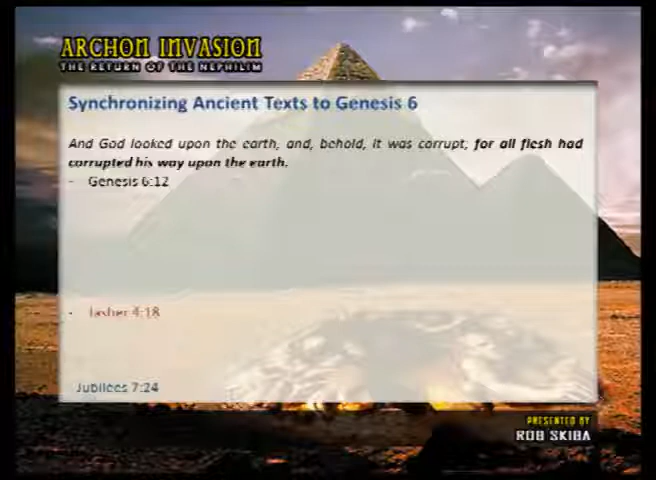 ARCHON INVASION
THE RETURN OF THE NEPHILIM
Synchronizing Ancient Texts to Genesis 6
And God looked upon the earth, and, behold, it was corrupt; for all flesh had
corrupted his way upon the earth.
- Genesis 6:12
- Jasher 4:18
Jubilees 7:24
PRESENTED BY
ROB SKIBA